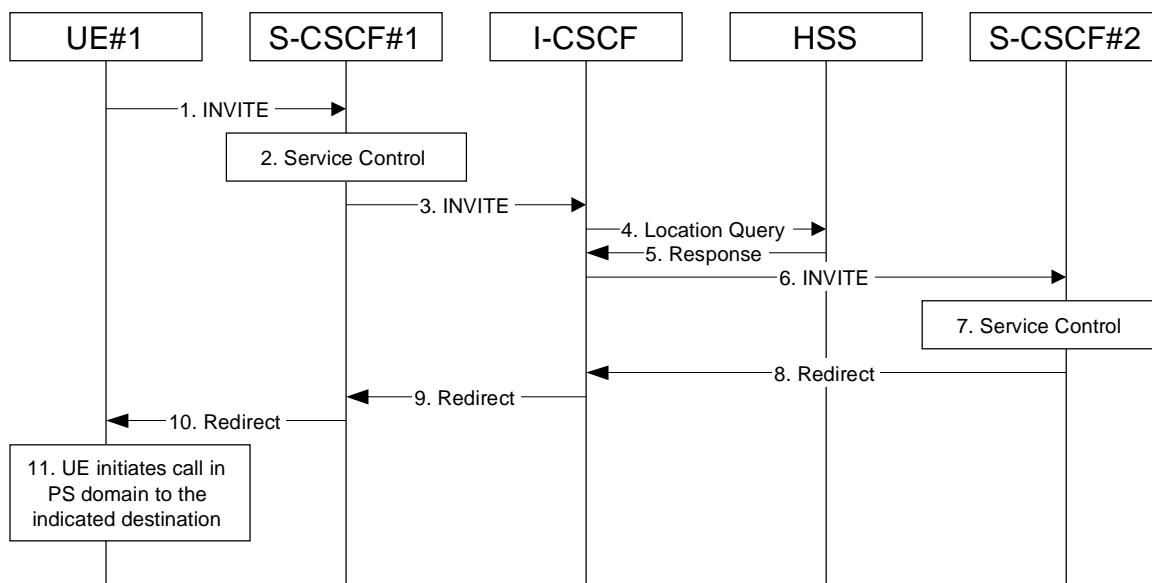 UE#1
S-CSCF#1
I-CSCF
HSS
S-CSCF#2
1. INVITE
2. Service Control
3. INVITE
4. Location Query
5. Response
6. INVITE
7. Service Control
8. Redirect
9. Redirect
10. Redirect
11. UE initiates call in
PS domain to the
indicated destination